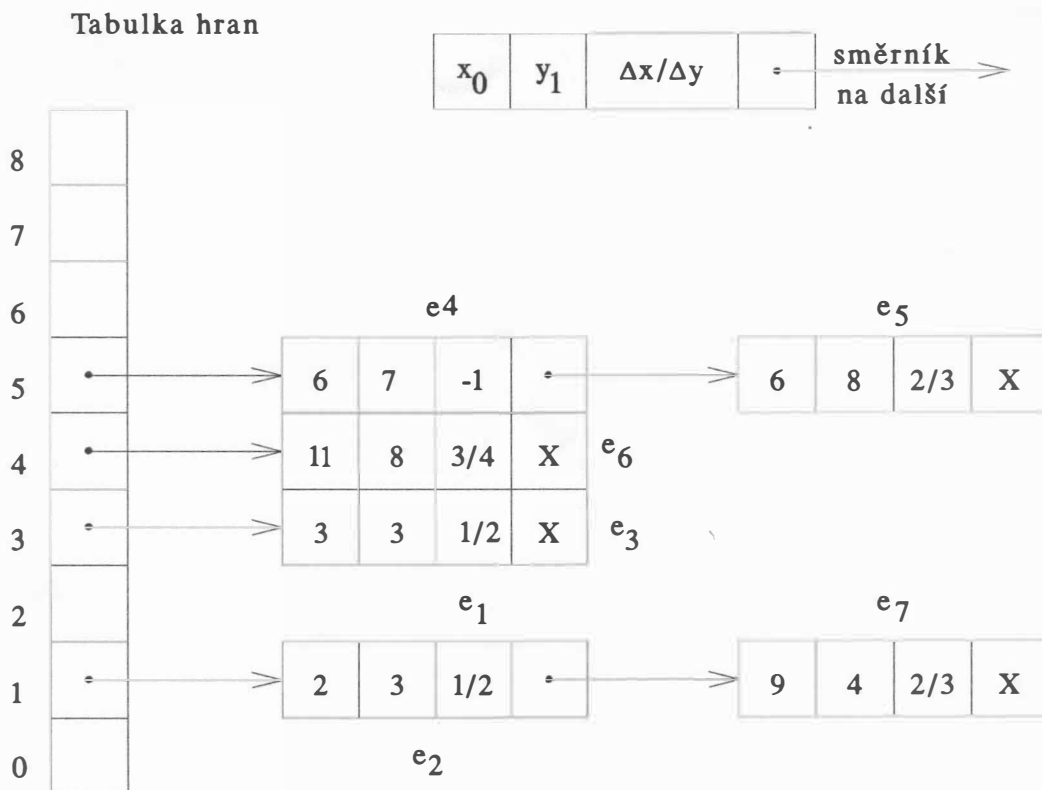 Tabulka hran
x0 y1 Δx/Δy směrník
na další
8
7
6
e4 e5
5 6 7 -1 6 8 2/3 X
4 11 8 3/4 X e6
3 3 3 1/2 X e3
2 e1 e7
1 2 3 1/2 9 4 2/3 X
e2
0